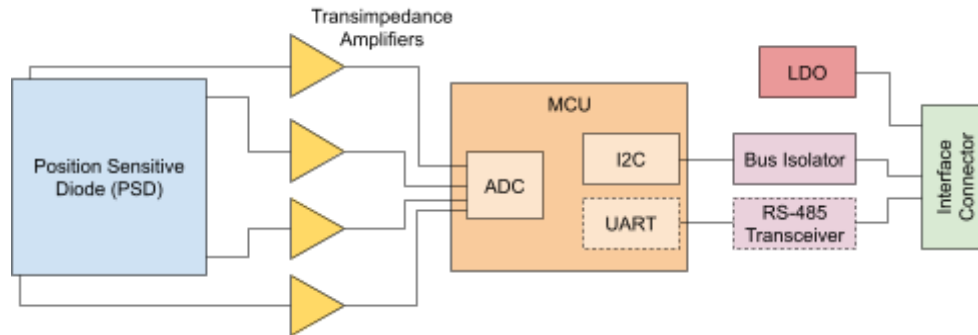 Transimpedance
Amplifiers
Position Sensitive
Diode (PSD)
MCU
ADC
I2C
UART
LDO
Bus Isolator
RS-485
Transceiver
Interface
Connector